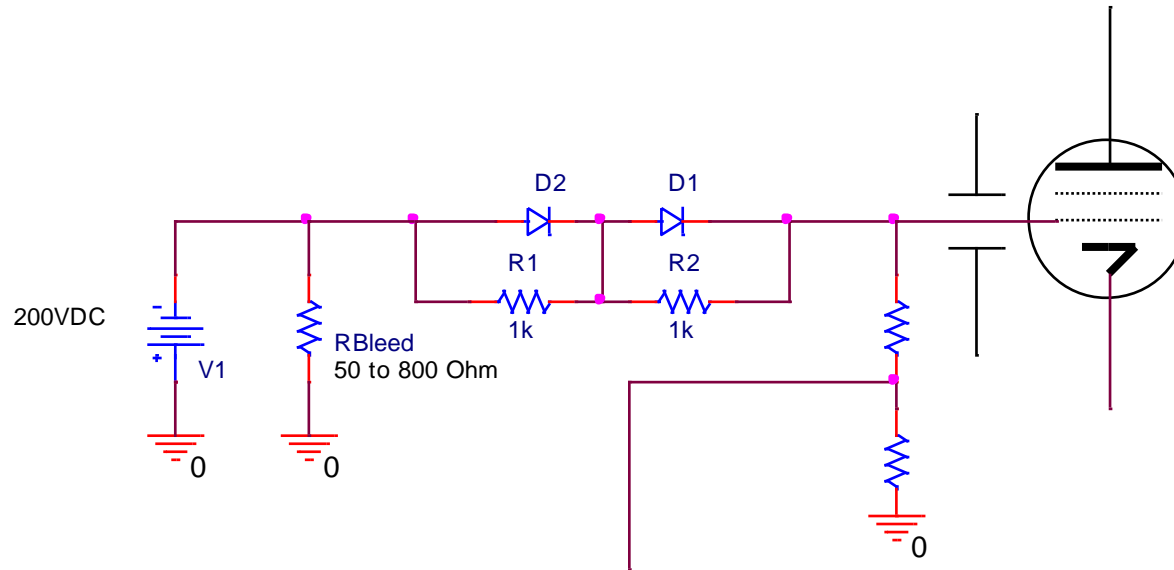 D2
D1
R1
1k
R2
1k
200VDC
-
+
V1
RBleed
50 to 800 Ohm
0
0
0